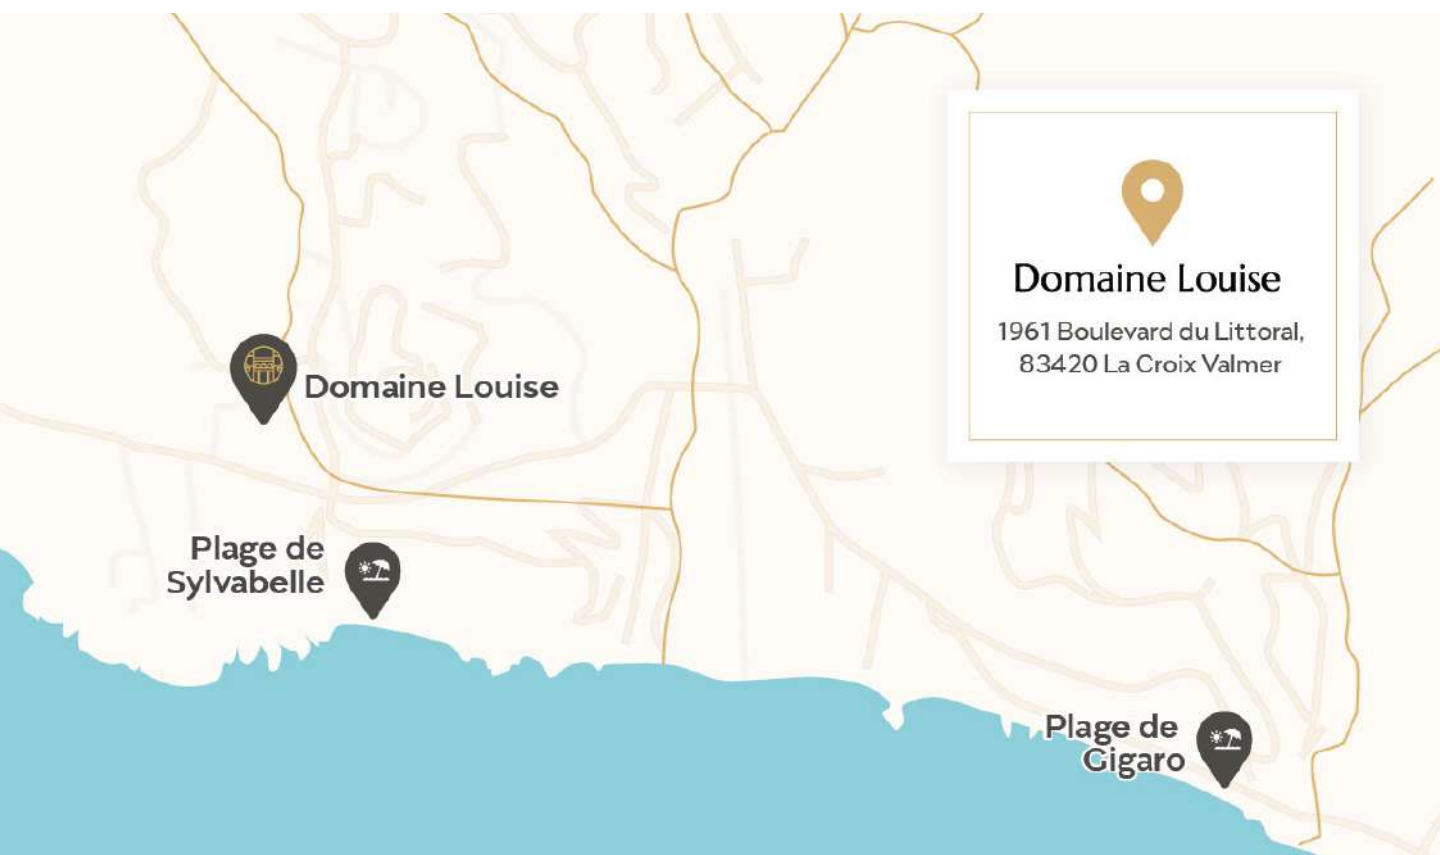 Domaine Louise
1961 Boulevard du Littoral,
83420 La Croix Valmer
Domaine Louise
Plage de
Sylvabelle
Plage de
Gigaro